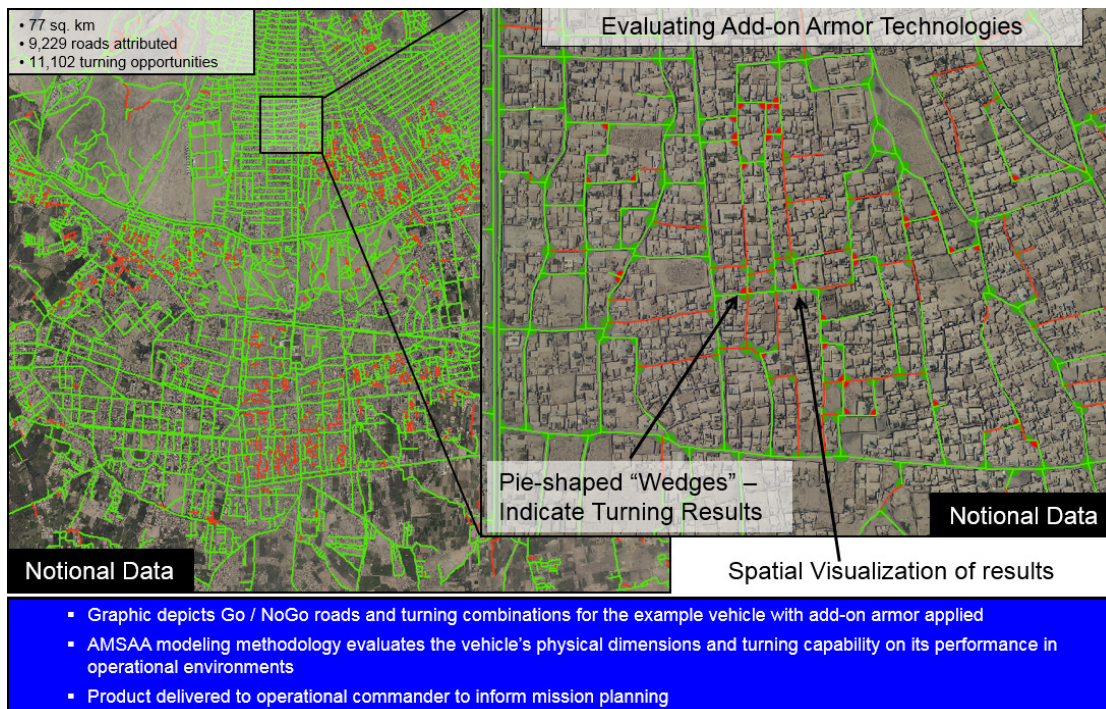 • 77 sq. km
• 9,229 roads attributed
• 11,102 turning opportunities
Evaluating Add-on Armor Technologies
Pie-shaped “Wedges” –
Indicate Turning Results
Notional Data
Notional Data
Spatial Visualization of results
▪ Graphic depicts Go / NoGo roads and turning combinations for the example vehicle with add-on armor applied
▪ AMSAA modeling methodology evaluates the vehicle’s physical dimensions and turning capability on its performance in
operational environments
▪ Product delivered to operational commander to inform mission planning